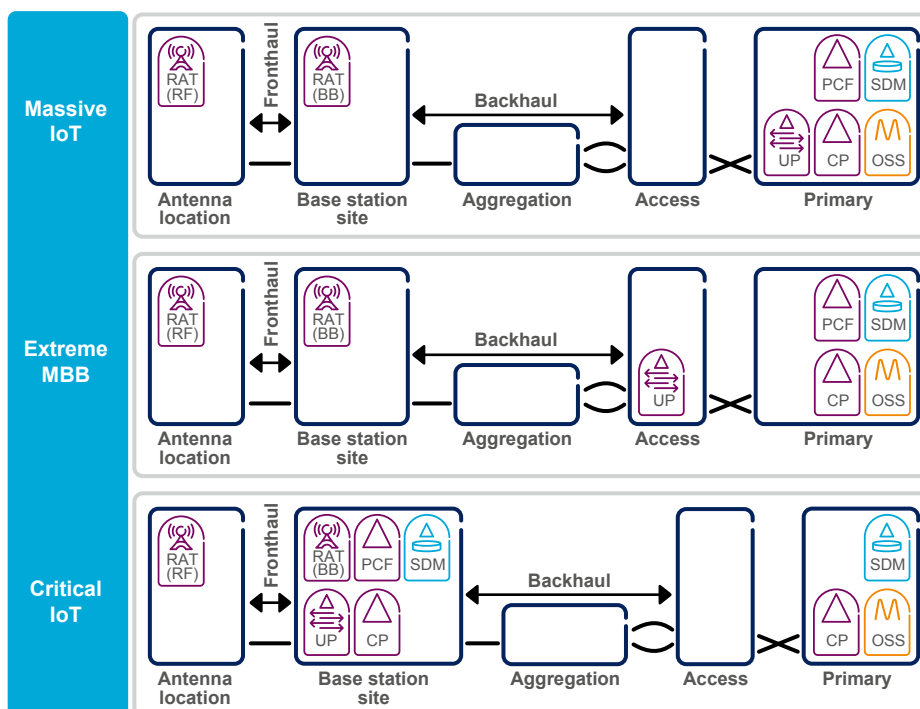 Massive
IoT
RAT
(RF)
Fronthaul
RAT
(BB)
Backhaul
PCF
SDM
UP
CP
OSS
Antenna
location
Base station
site
Aggregation
Access
Primary
Extreme
MBB
RAT
(RF)
Fronthaul
RAT
(BB)
Backhaul
UP
PCF
SDM
CP
OSS
Antenna
location
Base station
site
Aggregation
Access
Primary
Critical
IoT
RAT
(RF)
Fronthaul
RAT
(BB)
PCF
SDM
UP
CP
Backhaul
SDM
CP
OSS
Antenna
location
Base station
site
Aggregation
Access
Primary